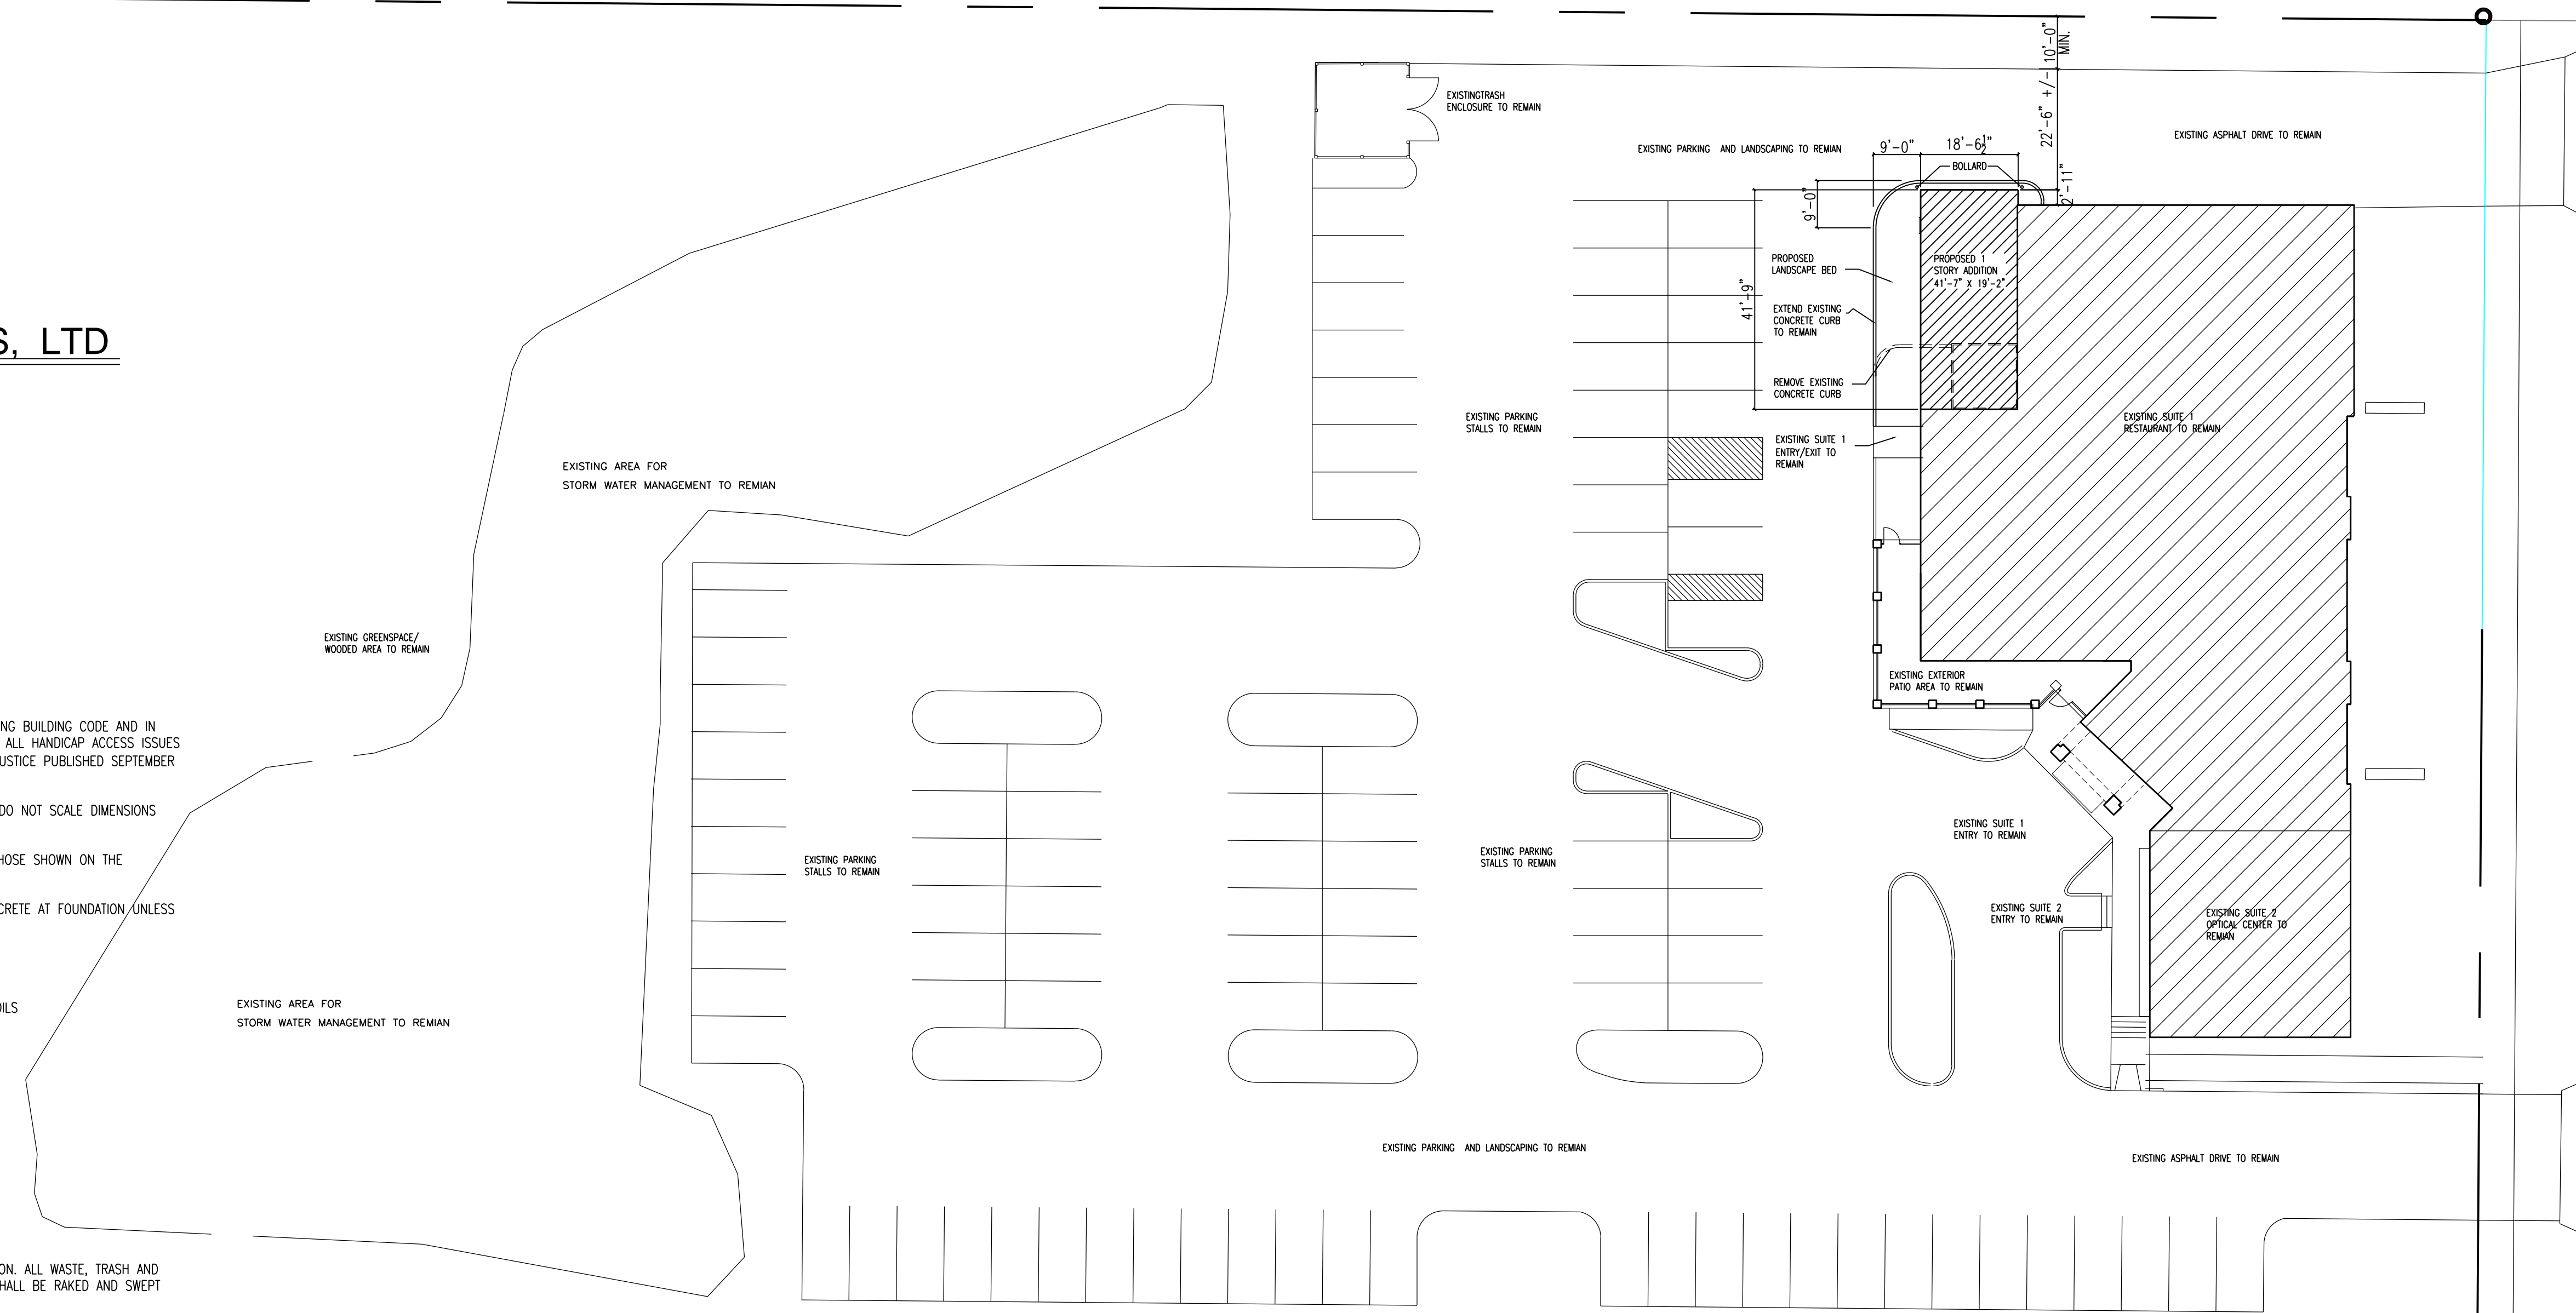 S, LTD
NG BUILDING CODE AND IN
ALL HANDICAP ACCESS ISSUES
USTICE PUBLISHED SEPTEMBER
DO NOT SCALE DIMENSIONS
HOSE SHOWN ON THE
CRETE AT FOUNDATION UNLESS
OILS
ON. ALL WASTE, TRASH AND
HALL BE RAKED AND SWEPT
EXISTING AREA FOR
STORM WATER MANAGEMENT TO REMIAN
EXISTING GREENSPACE/
WOODED AREA TO REMAIN
EXISTING AREA FOR
STORM WATER MANAGEMENT TO REMIAN
EXISTINGTRASH
ENCLOSURE TO REMAIN
EXISTING PARKING AND LANDSCAPING TO REMIAN
9'-0"
18'-6½"
BOLLARD
10'-0"
MIN.
22'-6" +/-
2'-11"
EXISTING ASPHALT DRIVE TO REMAIN
9'-0"
41'-9"
PROPOSED
LANDSCAPE BED
PROPOSED 1
STORY ADDITION
41'-7" X 19'-2"
EXTEND EXISTING
CONCRETE CURB
TO REMAIN
REMOVE EXISTING
CONCRETE CURB
EXISTING PARKING
STALLS TO REMAIN
EXISTING SUITE 1
ENTRY/EXIT TO
REMAIN
EXISTING SUITE 1
RESTAURANT TO REMAIN
EXISTING EXTERIOR
PATIO AREA TO REMAIN
EXISTING PARKING
STALLS TO REMAIN
EXISTING PARKING
STALLS TO REMAIN
EXISTING SUITE 1
ENTRY TO REMAIN
EXISTING SUITE 2
ENTRY TO REMAIN
EXISTING SUITE 2
OPTICAL CENTER TO
REMIAN
EXISTING PARKING AND LANDSCAPING TO REMIAN
EXISTING ASPHALT DRIVE TO REMAIN